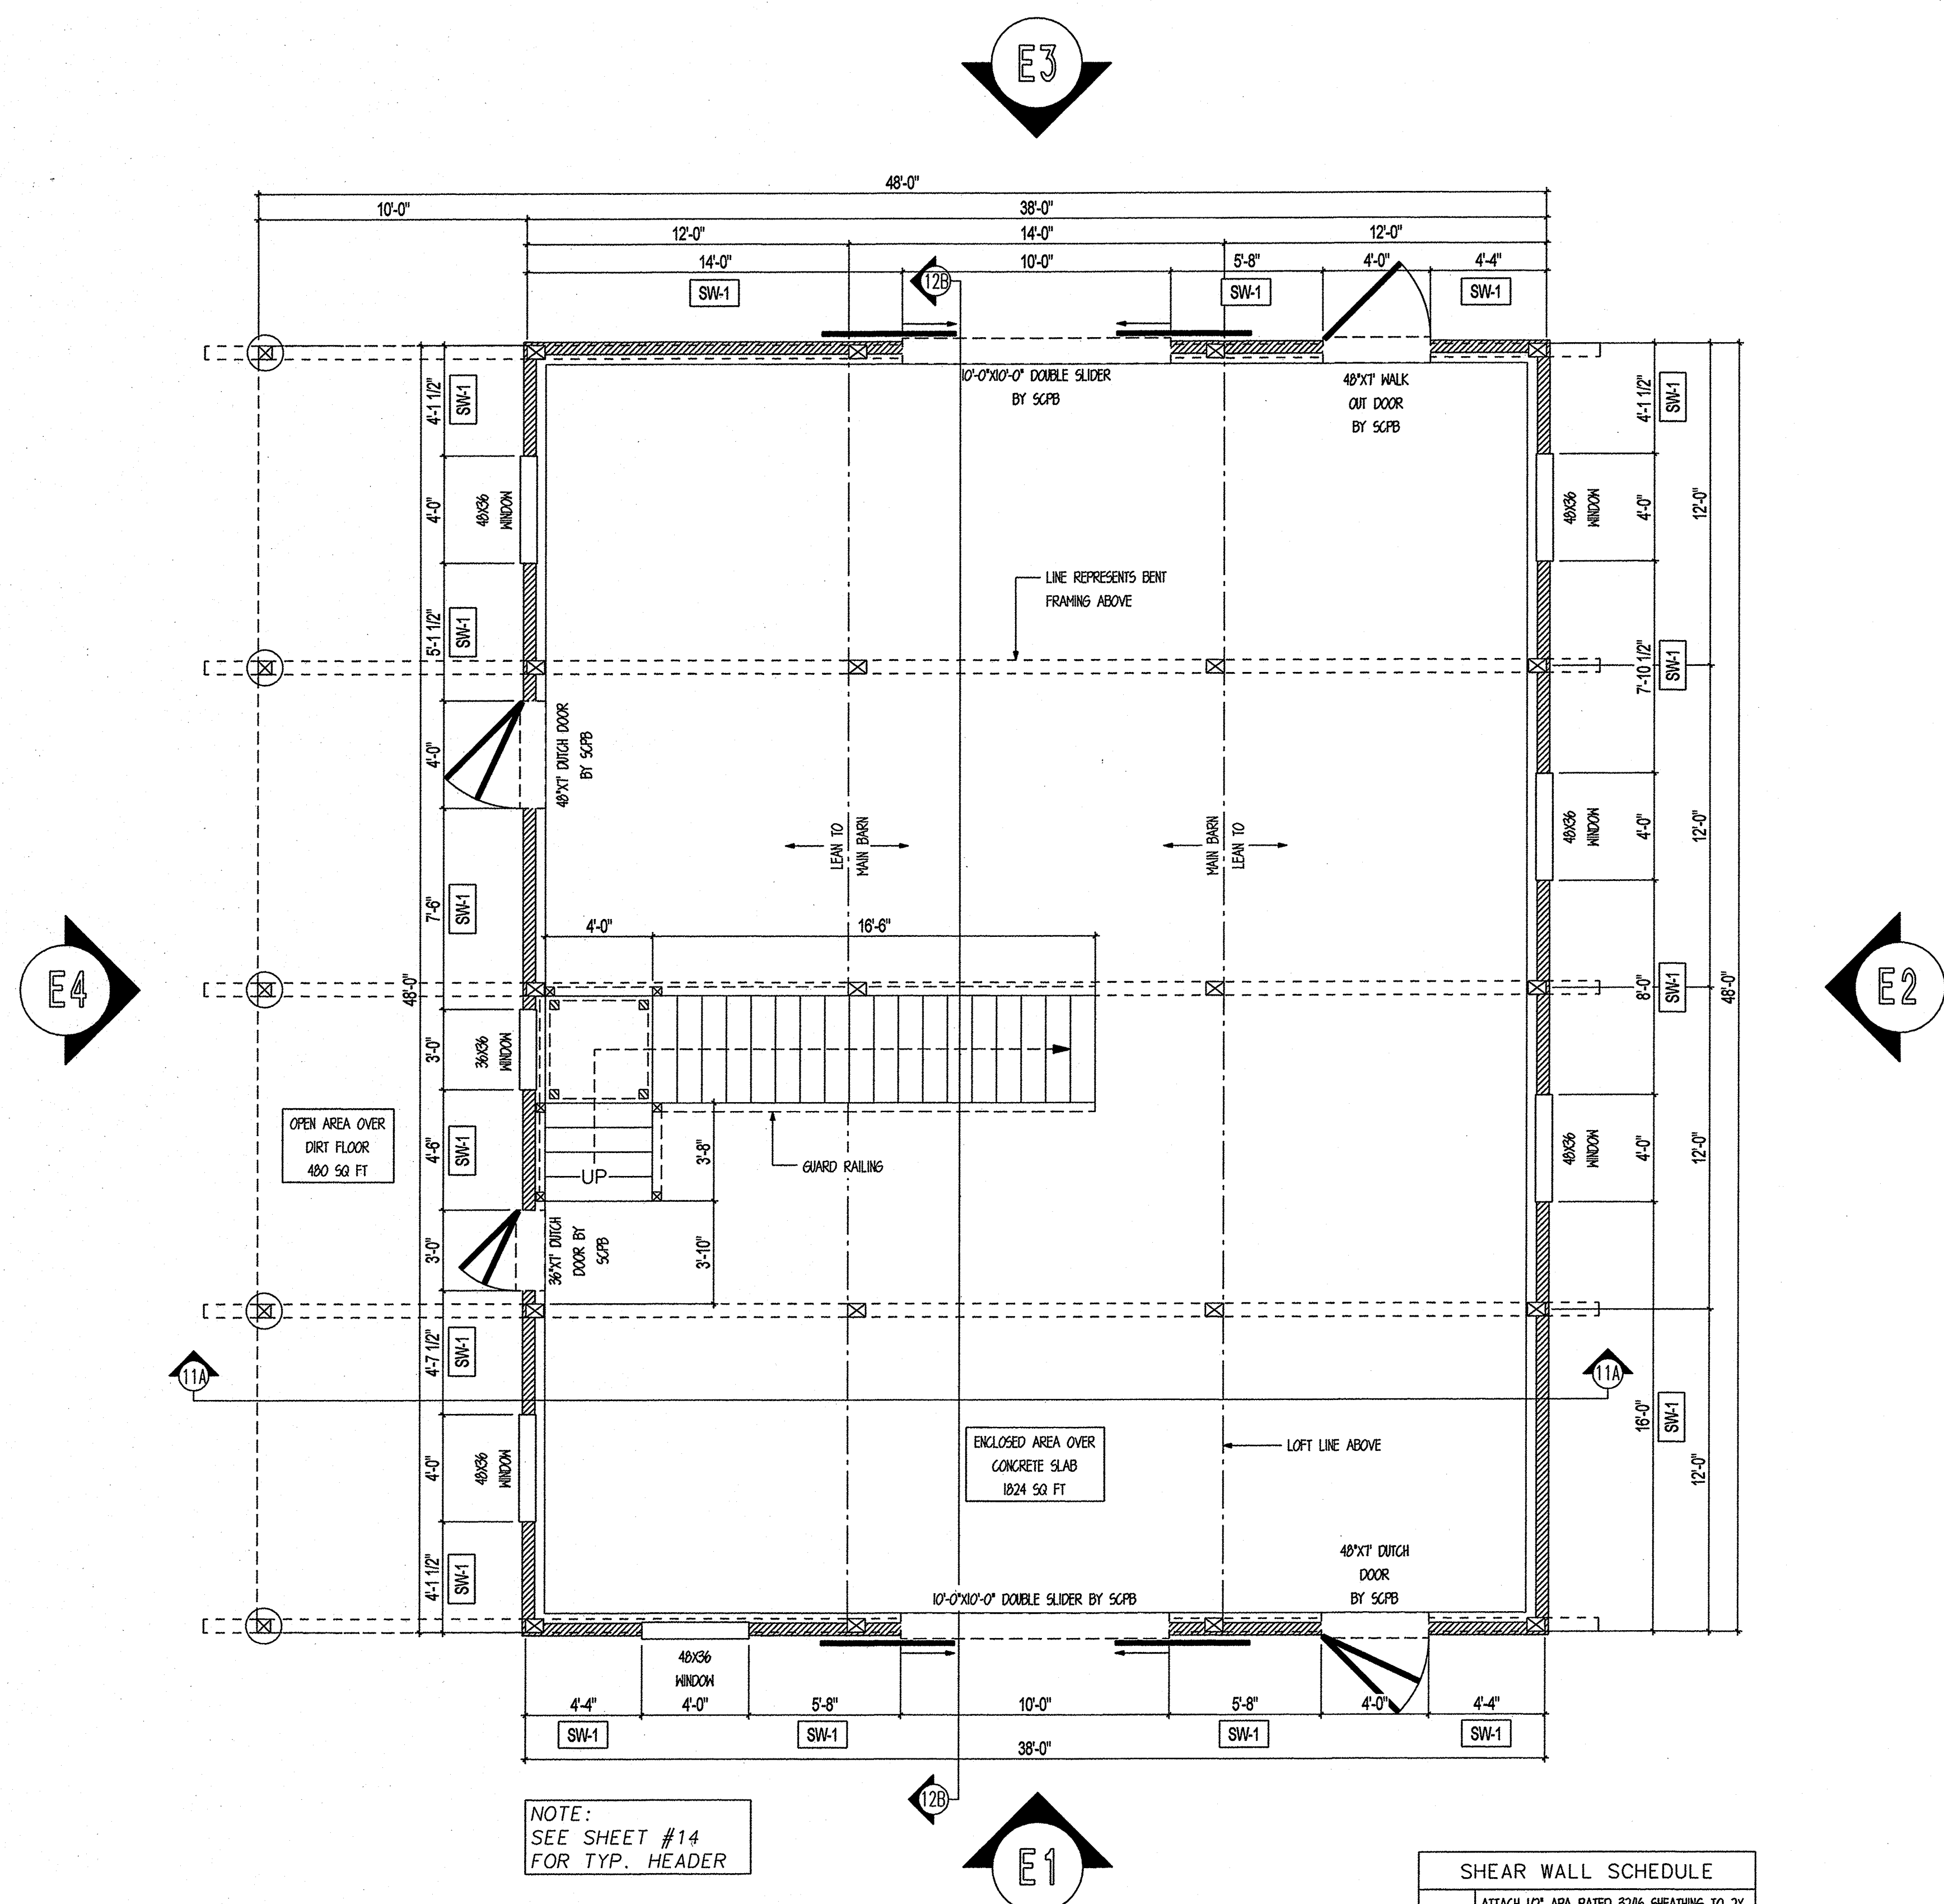 E3
48'-0"
10'-0"
38'-0"
12'-0"
14'-0"
12'-0"
14'-0"
10'-0"
5'-8"
4'-0"
4'-4"
SW-1
12B
SW-1
SW-1
10'-0"X10'-0" DOUBLE SLIDER
BY SCPB
48"X7' WALK
OUT DOOR
BY SCPB
4'-1 1/2"
SW-1
4'-0"
48X36
WINDOW
5'-1 1/2"
SW-1
4'-0"
48"X7' DUTCH DOOR
BY SCPB
7'-6"
SW-1
48'-0"
3'-0"
36X36
WINDOW
4'-6"
SW-1
3'-0"
36"X7' DUTCH
DOOR BY
SCPB
4'-7 1/2"
SW-1
4'-0"
48X36
WINDOW
4'-1 1/2"
SW-1
LINE REPRESENTS BENT
FRAMING ABOVE
LEAN TO
MAIN BARN
MAIN BARN
LEAN TO
4'-0"
16'-6"
UP
3'-8"
3'-10"
GUARD RAILING
OPEN AREA OVER
DIRT FLOOR
480 SQ FT
E4
E2
4'-1 1/2"
SW-1
48X36
WINDOW
4'-0"
12'-0"
7'-10 1/2"
SW-1
48X36
WINDOW
4'-0"
12'-0"
8'-0"
SW-1
48'-0"
48X36
WINDOW
4'-0"
12'-0"
16'-0"
SW-1
12'-0"
11A
11A
ENCLOSED AREA OVER
CONCRETE SLAB
1824 SQ FT
LOFT LINE ABOVE
10'-0"X10'-0" DOUBLE SLIDER BY SCPB
48"X7' DUTCH
DOOR
BY SCPB
48X36
WINDOW
4'-4"
4'-0"
5'-8"
10'-0"
5'-8"
4'-0"
4'-4"
SW-1
SW-1
SW-1
SW-1
38'-0"
12B
NOTE:
SEE SHEET #14
FOR TYP. HEADER
E1
SHEAR WALL SCHEDULE
ATTACH 1/2" APA RATED 32/16 SHEATHING TO 2X